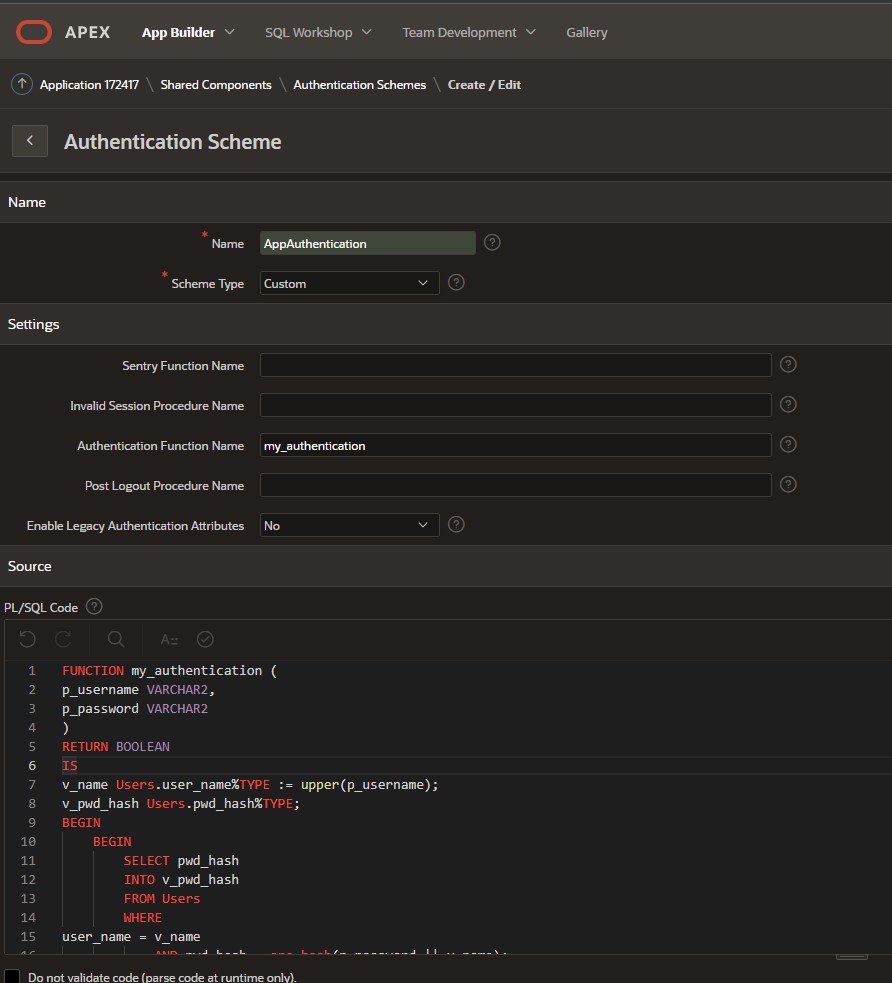 APEX App Builder SQL Workshop Team Development Gallery
Application 172417 \ Shared Components \ Authentication Schemes \ Create / Edit
Authentication Scheme
Name
* Name AppAuthentication
* Scheme Type Custom
Settings
Sentry Function Name
Invalid Session Procedure Name
Authentication Function Name my_authentication
Post Logout Procedure Name
Enable Legacy Authentication Attributes No
Source
PL/SQL Code
1 FUNCTION my_authentication (
2 p_username VARCHAR2,
3 p_password VARCHAR2
4 )
5 RETURN BOOLEAN
6 IS
7 v_name Users.user_name%TYPE := upper(p_username);
8 v_pwd_hash Users.pwd_hash%TYPE;
9 BEGIN
10 BEGIN
11 SELECT pwd_hash
12 INTO v_pwd_hash
13 FROM Users
14 WHERE
15 user_name = v_name
Do not validate code (parse code at runtime only).